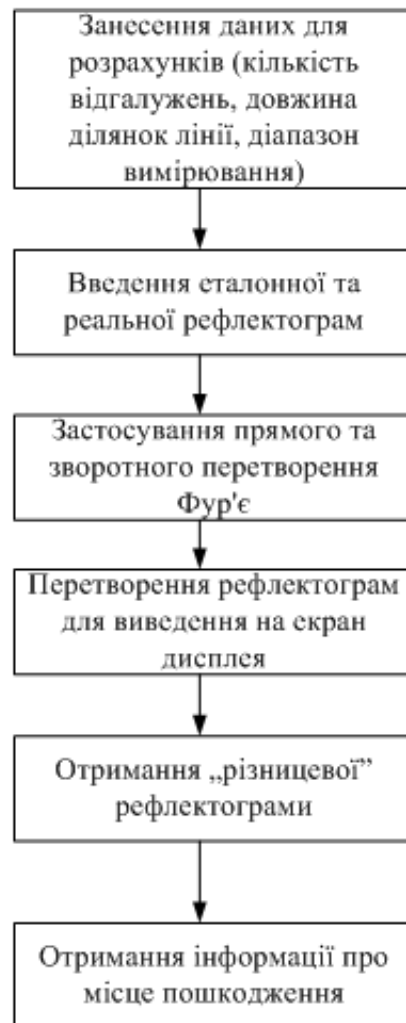 Занесення даних для
розрахунків (кількість
відгалужень, довжина
ділянок лінії, діапазон
вимірювання)
Введення еталонної та
реальної рефлектограм
Застосування прямого та
зворотного перетворення
Фур'є
Перетворення рефлектограм
для виведення на екран
дисплея
Отримання „різницевої”
рефлектограми
Отримання інформації про
місце пошкодження